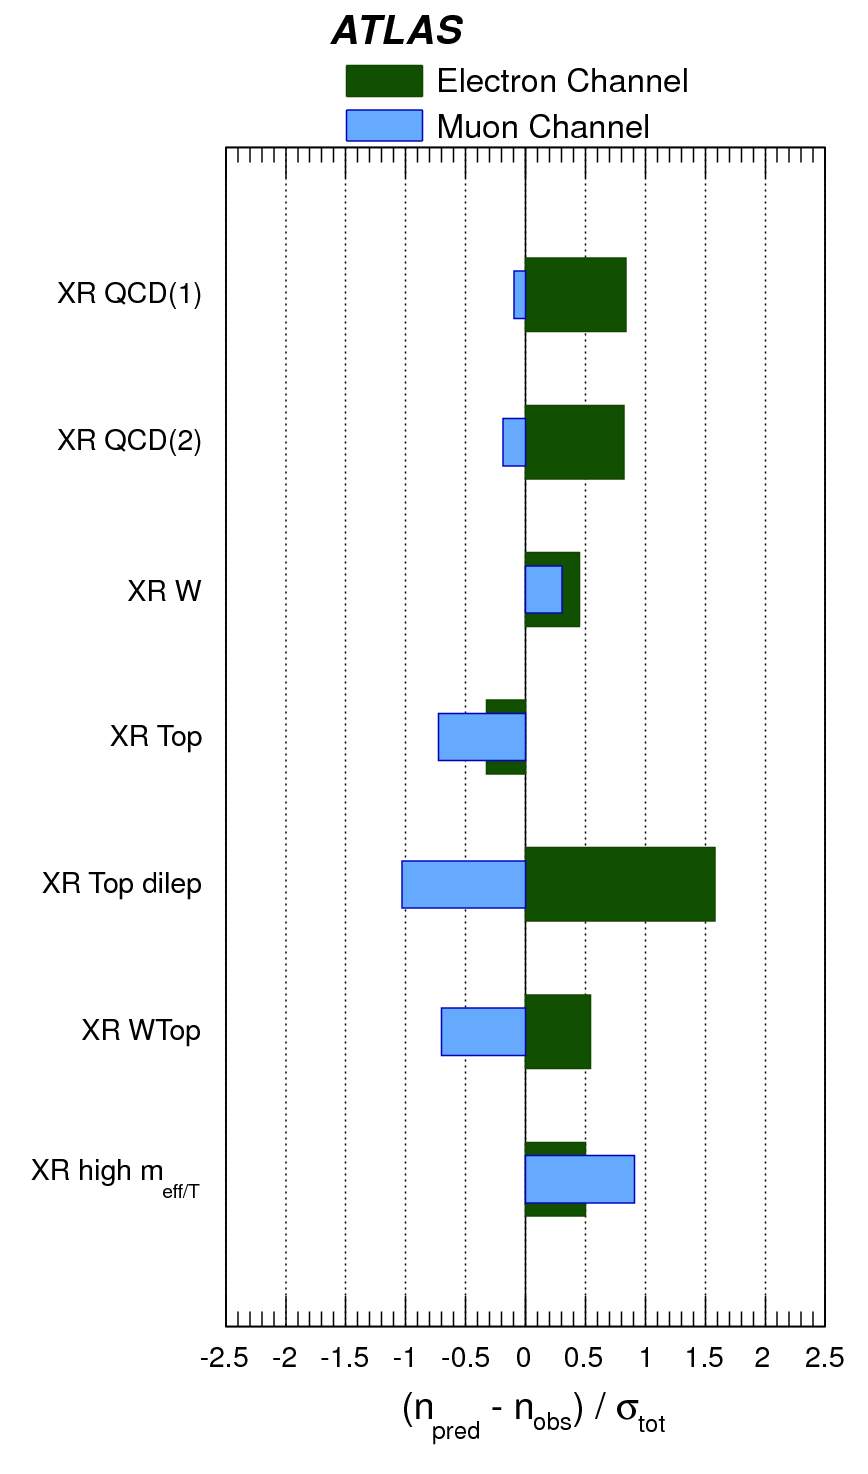 ATLAS
Electron Channel
Muon Channel
XR QCD(1)
XR QCD(2)
XR W
XR Top
XR Top dilep
XR WTop
XR high m eff/T
-2.5 -2 -1.5 -1 -0.5 0 0.5 1 1.5 2 2.5
(n pred - n obs) / σ tot